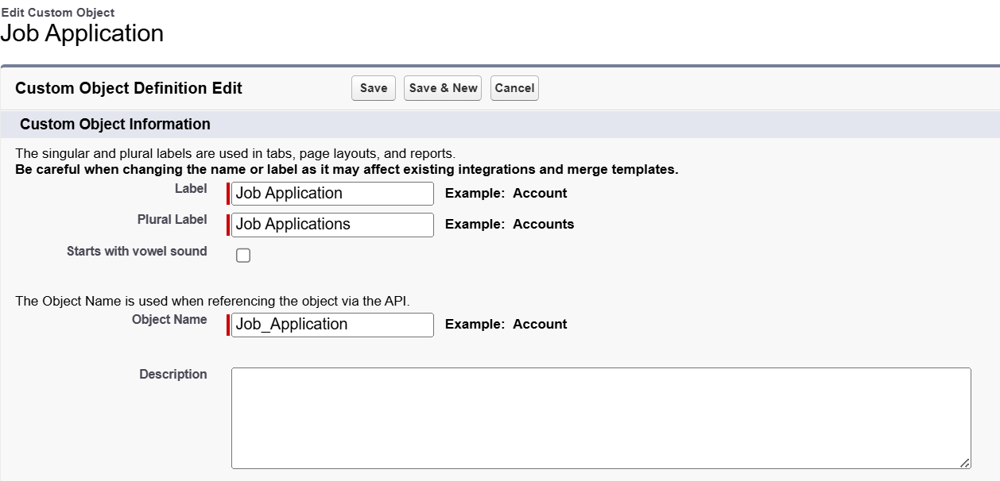 Edit Custom Object
Job Application
Custom Object Definition Edit Save Save & New Cancel
Custom Object Information
The singular and plural labels are used in tabs, page layouts, and reports.
Be careful when changing the name or label as it may affect existing integrations and merge templates.
Label Job Application Example: Account
Plural Label Job Applications Example: Accounts
Starts with vowel sound
The Object Name is used when referencing the object via the API.
Object Name Job_Application Example: Account
Description